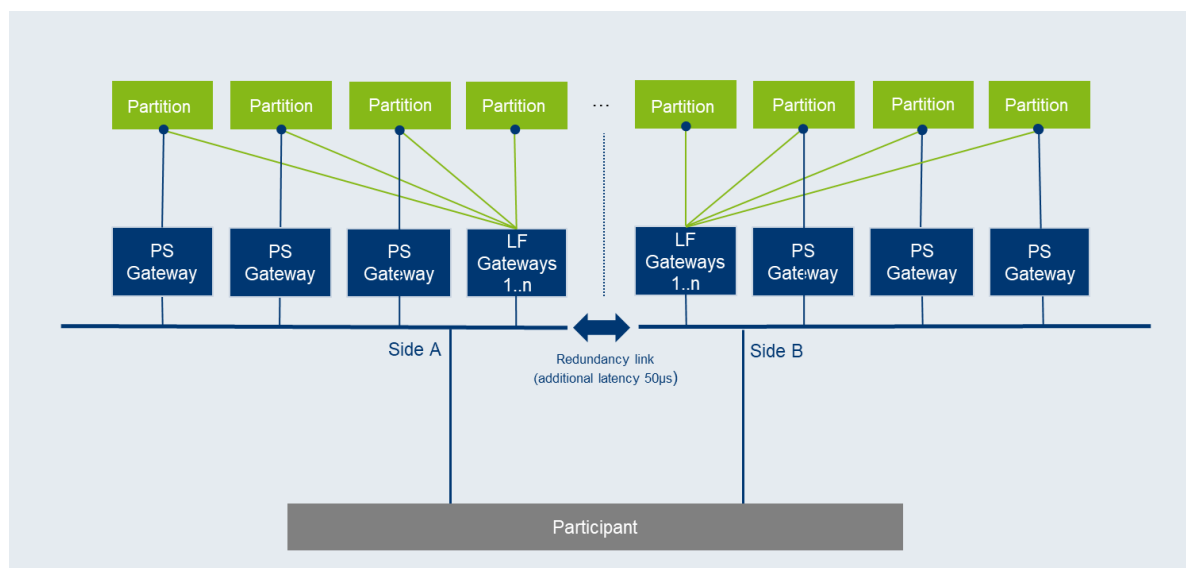 Partition
Partition
Partition
Partition
...
Partition
Partition
Partition
Partition
PS
Gateway
PS
Gateway
PS
Gateway
LF
Gateways
1..n
LF
Gateways
1..n
PS
Gateway
PS
Gateway
PS
Gateway
Side A
Redundancy link
(additional latency 50µs)
Side B
Participant